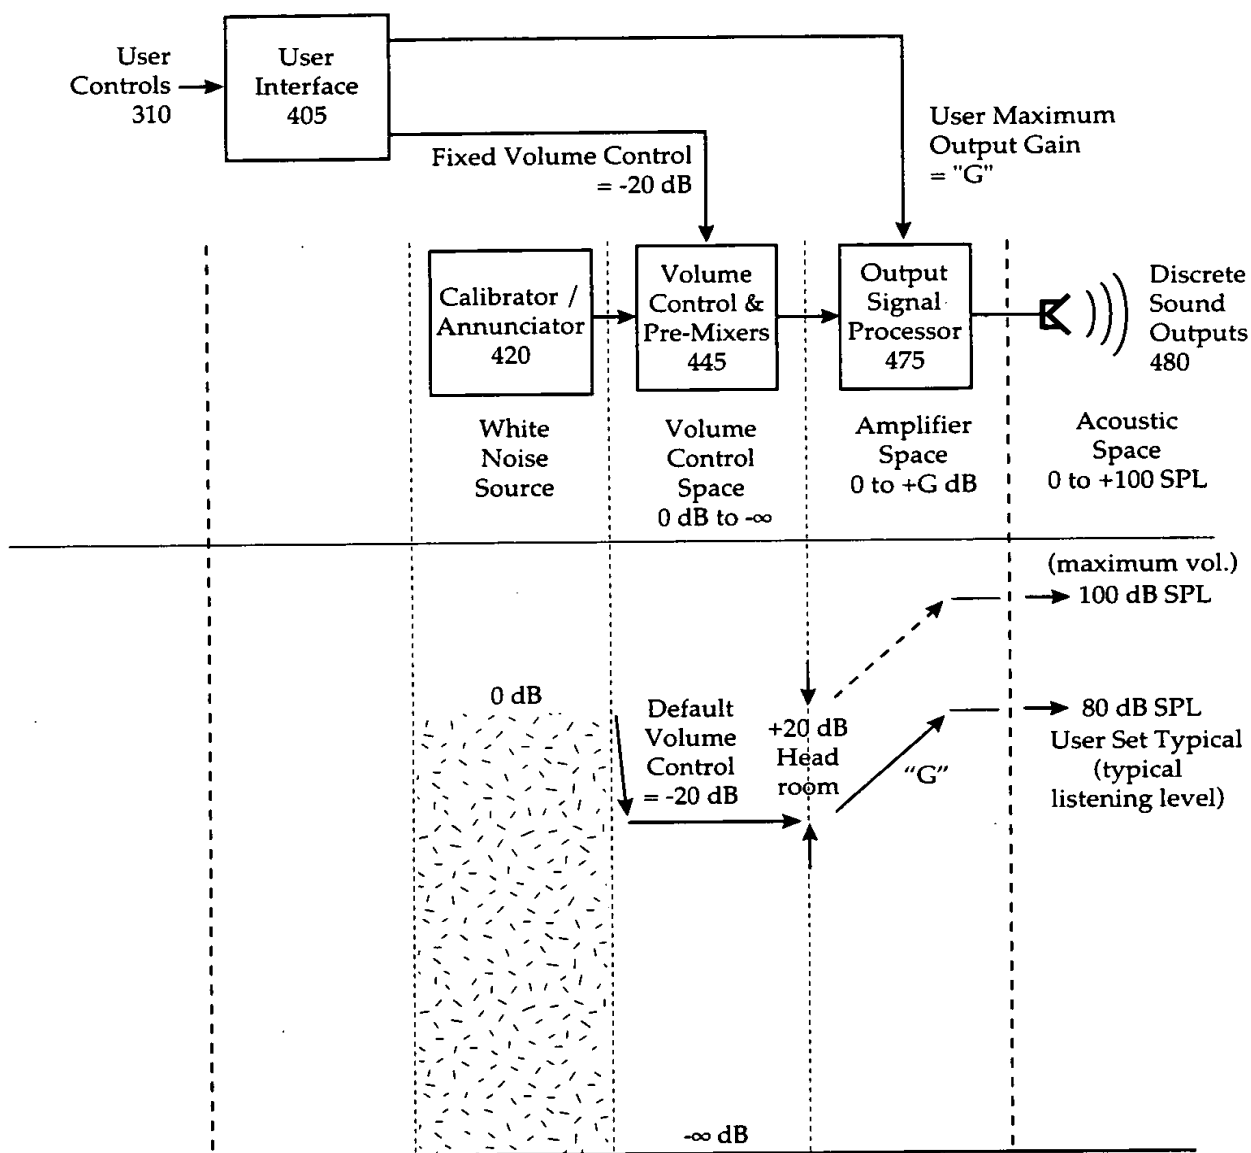 User
Controls
310
User
Interface
405
Fixed Volume Control
= -20 dB
User Maximum
Output Gain
= "G"
Calibrator /
Annunciator
420
Volume
Control &
Pre-Mixers
445
Output
Signal
Processor
475
Discrete
Sound
Outputs
480
White
Noise
Source
Volume
Control
Space
0 dB to -∞
Amplifier
Space
0 to +G dB
Acoustic
Space
0 to +100 SPL
(maximum vol.)
100 dB SPL
0 dB
Default
Volume
Control
= -20 dB
+20 dB
Head
room
"G"
80 dB SPL
User Set Typical
(typical
listening level)
-∞ dB